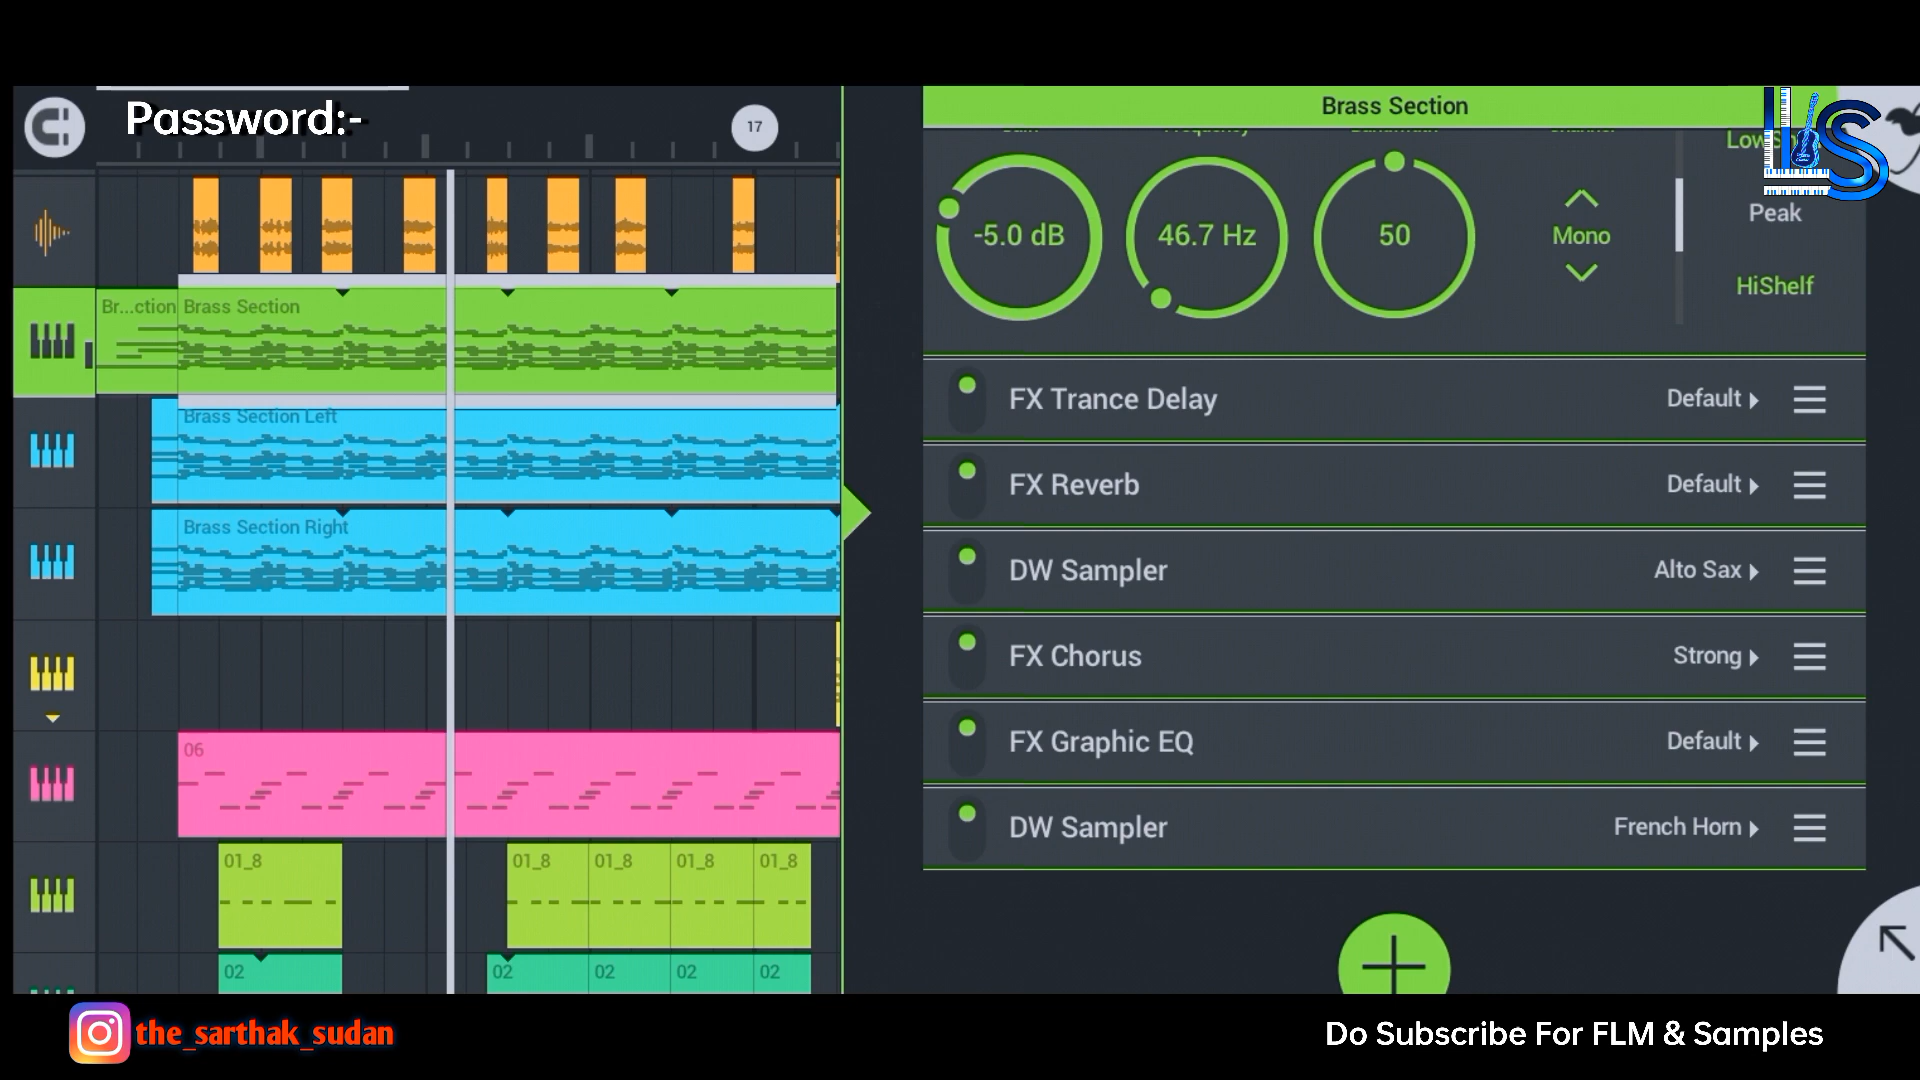 Password:-
17
Brass Section
-5.0 dB
46.7 Hz
50
Mono
Peak
HiShelf
Br...ction
Brass Section
Brass Section Left
Brass Section Right
06
01_8
01_8
01_8
01_8
01_8
02
02
02
02
02
FX Trance Delay
Default
FX Reverb
Default
DW Sampler
Alto Sax
FX Chorus
Strong
FX Graphic EQ
Default
DW Sampler
French Horn
the_sarthak_sudan
Do Subscribe For FLM & Samples